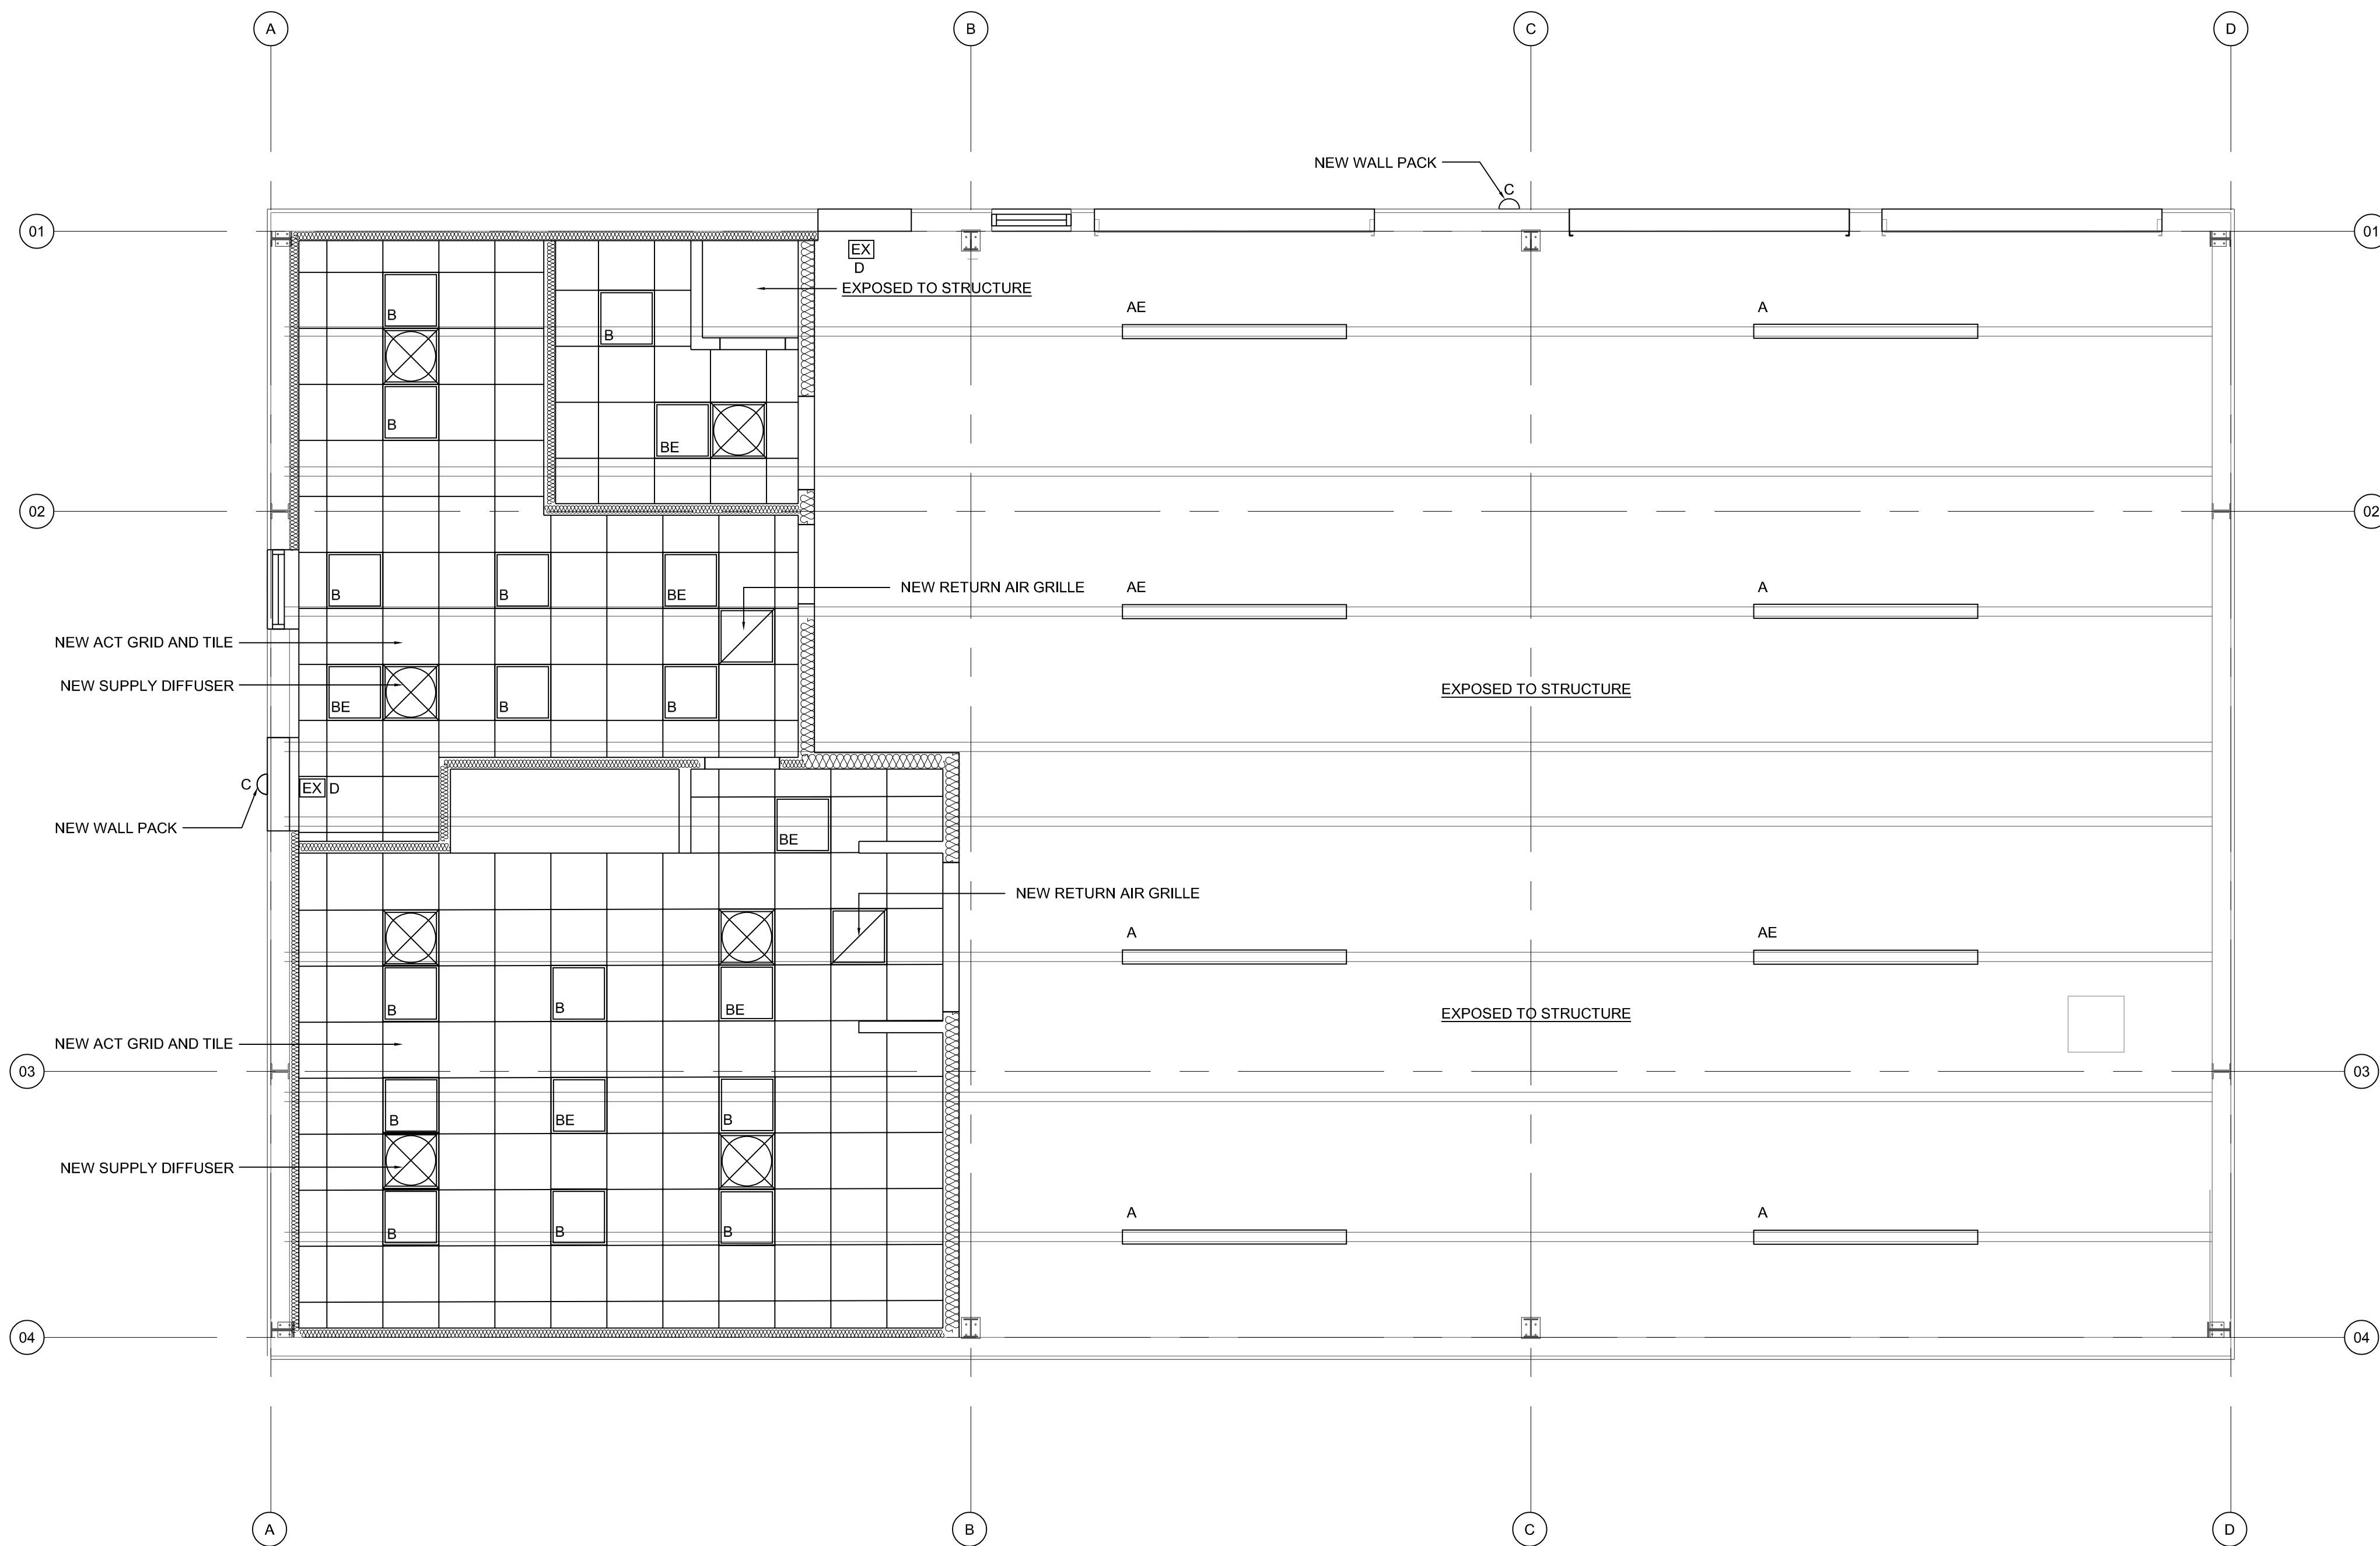 A
B
C
D
NEW WALL PACK
C
01
01
EX
D
EXPOSED TO STRUCTURE
AE
A
B
B
B
BE
02
02
B
B
BE
NEW RETURN AIR GRILLE
AE
A
NEW ACT GRID AND TILE
NEW SUPPLY DIFFUSER
BE
B
B
EXPOSED TO STRUCTURE
C
EX
D
NEW WALL PACK
BE
NEW RETURN AIR GRILLE
A
AE
B
B
BE
EXPOSED TO STRUCTURE
NEW ACT GRID AND TILE
03
03
B
BE
B
NEW SUPPLY DIFFUSER
A
A
B
B
B
04
04
A
B
C
D